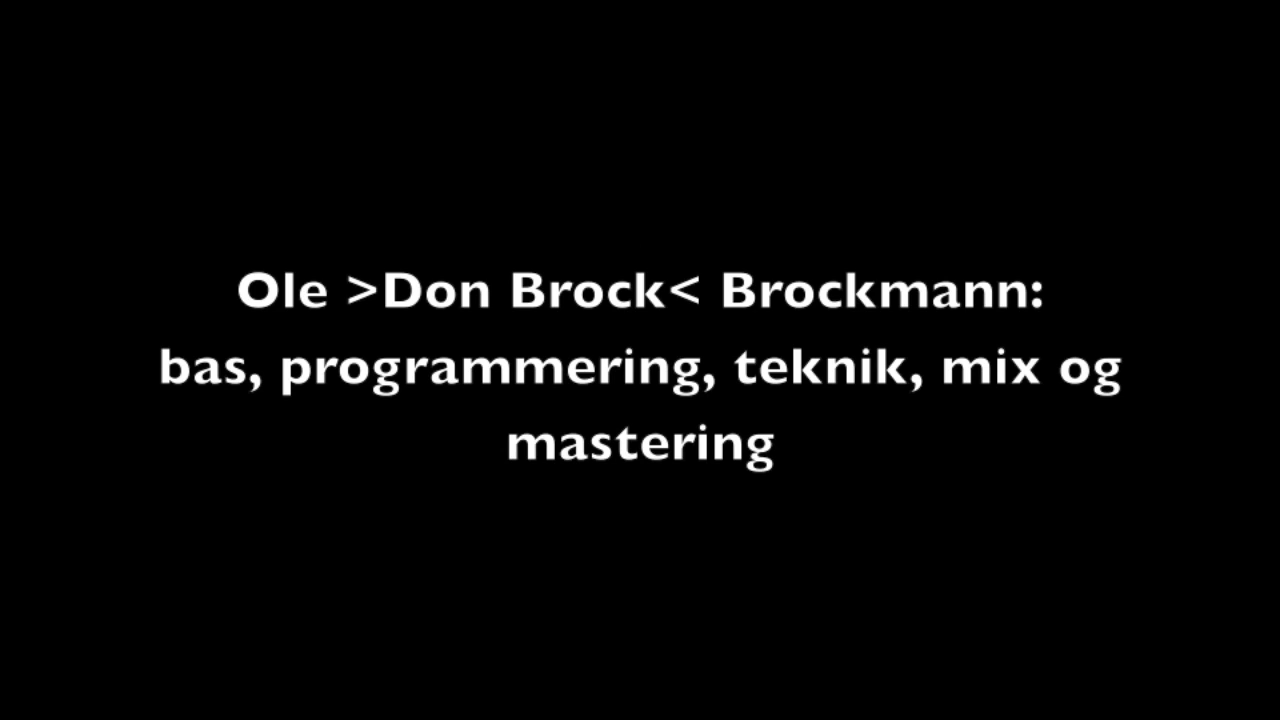 Ole >Don Brock< Brockmann:
bas, programmering, teknik, mix og
mastering